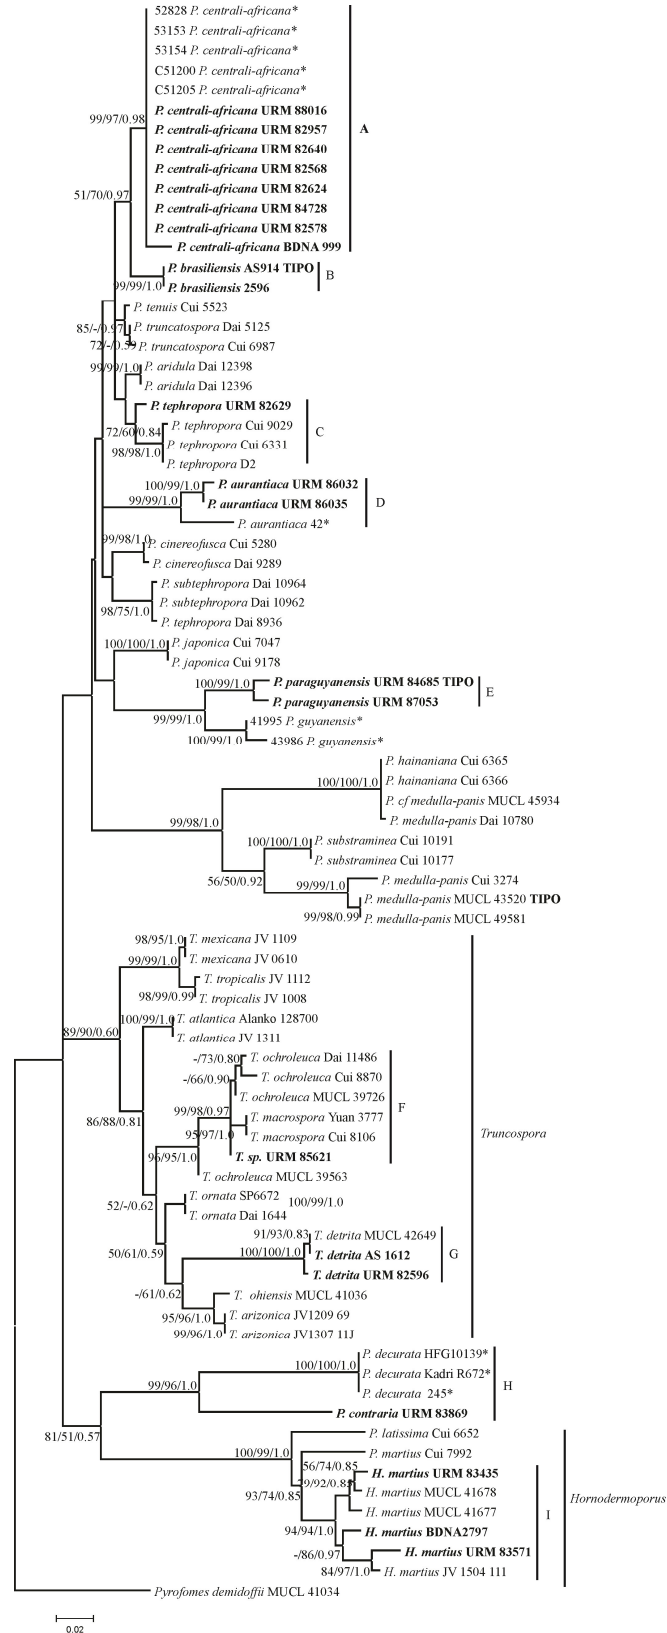 52828 P. centrali-africana*
53153 P. centrali-africana*
53154 P. centrali-africana*
C51200 P. centrali-africana*
C51205 P. centrali-africana*
P. centrali-africana URM 88016
99/97/0.98
P. centrali-africana URM 82957
A
P. centrali-africana URM 82640
P. centrali-africana URM 82568
P. centrali-africana URM 82624
51/70/0.97
P. centrali-africana URM 84728
P. centrali-africana URM 82578
P. centrali-africana BDNA 999
P. brasiliensis AS914 TIPO
B
99/99/1.0
P. brasiliensis 2596
P. tenuis Cui 5523
85/-/0.97
P. truncatospora Dai 5125
72/-/0.59
P. truncatospora Cui 6987
99/99/1.0
P. aridula Dai 12398
P. aridula Dai 12396
P. tephropora URM 82629
P. tephropora Cui 9029
72/60/0.84
C
P. tephropora Cui 6331
98/98/1.0
P. tephropora D2
100/99/1.0
P. aurantiaca URM 86032
99/99/1.0
P. aurantiaca URM 86035
D
P. aurantiaca 42*
99/98/1.0
P. cinereofusca Cui 5280
P. cinereofusca Dai 9289
P. subtephropora Dai 10964
P. subtephropora Dai 10962
98/75/1.0
P. tephropora Dai 8936
100/100/1.0
P. japonica Cui 7047
P. japonica Cui 9178
100/99/1.0
P. paraguyanensis URM 84685 TIPO
E
P. paraguyanensis URM 87053
99/99/1.0
41995 P. guyanensis*
100/99/1.0
43986 P. guyanensis*
P. hainaniana Cui 6365
100/100/1.0
P. hainaniana Cui 6366
P. cf medulla-panis MUCL 45934
99/98/1.0
P. medulla-panis Dai 10780
100/100/1.0
P. substraminea Cui 10191
P. substraminea Cui 10177
56/50/0.92
99/99/1.0
P. medulla-panis Cui 3274
P. medulla-panis MUCL 43520 TIPO
99/98/0.99
P. medulla-panis MUCL 49581
98/95/1.0
T. mexicana JV 1109
99/99/1.0
T. mexicana JV 0610
T. tropicalis JV 1112
98/99/0.99
T. tropicalis JV 1008
100/99/1.0
T. atlantica Alanko 128700
89/90/0.60
T. atlantica JV 1311
-/73/0.80
T. ochroleuca Dai 11486
-/66/0.90
T. ochroleuca Cui 8870
T. ochroleuca MUCL 39726
99/98/0.97
F
86/88/0.81
T. macrospora Yuan 3777
95/97/1.0
T. macrospora Cui 8106
Truncospora
96/95/1.0
T. sp. URM 85621
T. ochroleuca MUCL 39563
52/-/0.62
T. ornata SP6672
100/99/1.0
T. ornata Dai 1644
91/93/0.83
T. detrita MUCL 42649
50/61/0.59
100/100/1.0
T. detrita AS 1612
G
T. detrita URM 82596
-/61/0.62
T. ohiensis MUCL 41036
95/96/1.0
T. arizonica JV1209 69
99/96/1.0
T. arizonica JV1307 11J
P. decurata HFG10139*
100/100/1.0
P. decurata Kadri R672*
99/96/1.0
H
P. decurata 245*
P. contraria URM 83869
81/51/0.57
P. latissima Cui 6652
100/99/1.0
P. martius Cui 7992
56/74/0.85
H. martius URM 83435
H. martius MUCL 41678
93/74/0.85
Hornodermoporus
H. martius MUCL 41677
I
94/94/1.0
H. martius BDNA2797
-/86/0.97
H. martius URM 83571
84/97/1.0
H. martius JV 1504 111
Pyrofomes demidoffii MUCL 41034
0.02